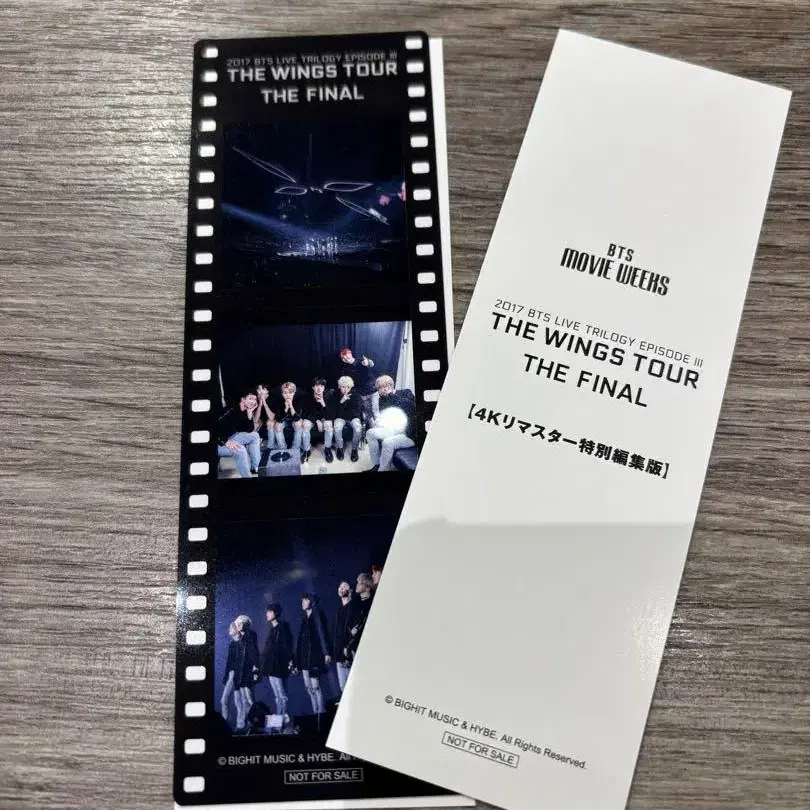 2017 BTS LIVE TRILOGY EPISODE III
THE WINGS TOUR
THE FINAL
© BIGHIT MUSIC & HYBE. All Ri
NOT FOR SALE
BTS
MOVIE WEEKS
2017 BTS LIVE TRILOGY EPISODE III
THE WINGS TOUR
THE FINAL
【4Kリマスター特別編集版】
© BIGHIT MUSIC & HYBE. All Rights Reserved.
NOT FOR SALE